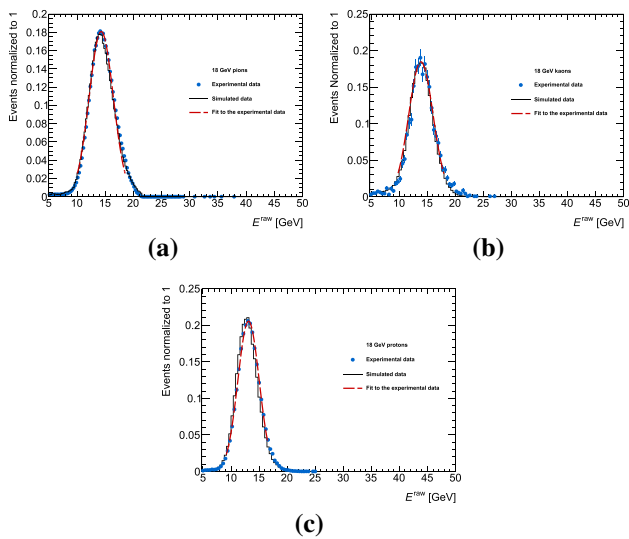 Events normalized to 1
0.2
0.18
0.16
0.14
0.12
0.1
0.08
0.06
0.04
0.02
0
5 10 15 20 25 30 35 40 45 50
E^raw [GeV]
18 GeV pions
Experimental data
Simulated data
Fit to the experimental data
(a)
Events Normalized to 1
0.25
0.2
0.15
0.1
0.05
0
5 10 15 20 25 30 35 40 45 50
E^raw [GeV]
18 GeV kaons
Experimental data
Simulated data
Fit to the experimental data
(b)
Events normalized to 1
0.25
0.2
0.15
0.1
0.05
0
5 10 15 20 25 30 35 40 45 50
E^raw [GeV]
18 GeV protons
Experimental data
Simulated data
Fit to the experimental data
(c)